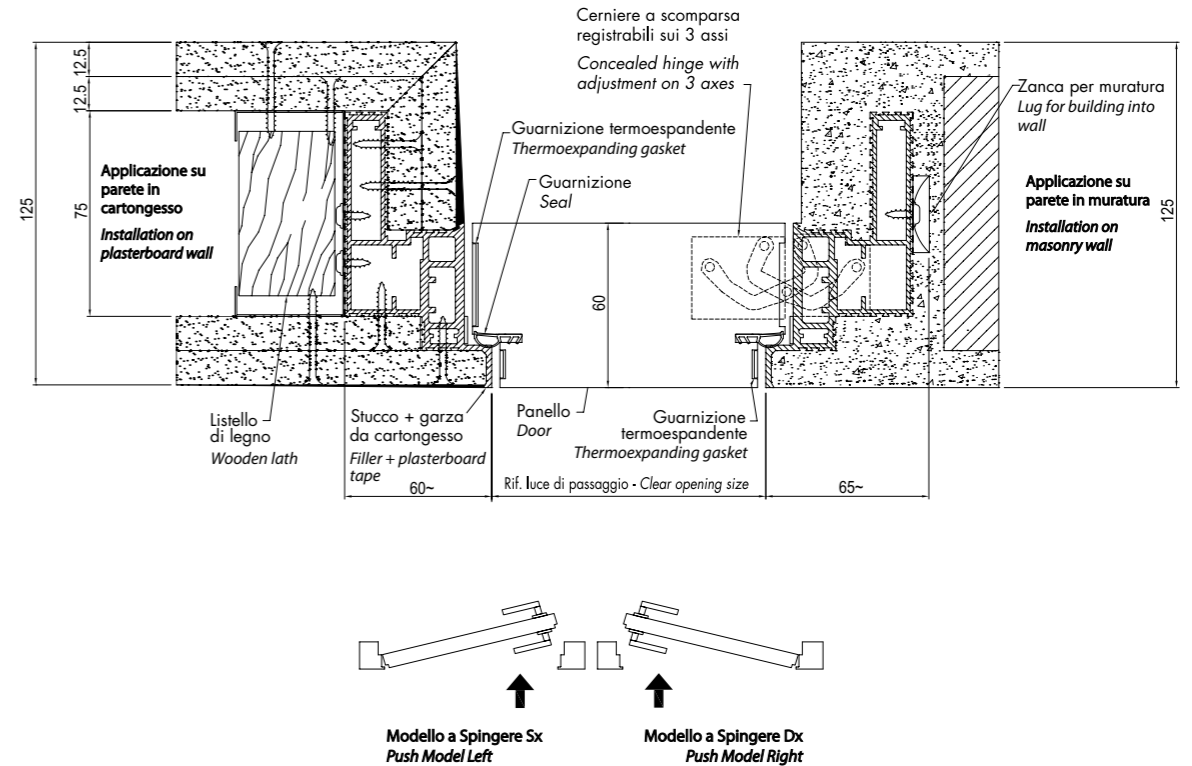 Cerniere a scomparsa
registrabili sui 3 assi
Concealed hinge with
adjustment on 3 axes
Guarnizione termoespandente
Thermoexpanding gasket
Guarnizione
Seal
Zanca per muratura
Lug for building into
wall
125
12.5
12.5
75
Applicazione su
parete in
cartongesso
Installation on
plasterboard wall
60
Applicazione su
parete in muratura
Installation on
masonry wall
125
Listello
di legno
Wooden lath
Stucco + garza
da cartongesso
Filler + plasterboard
tape
Panello
Door
Guarnizione
termoespandente
Thermoexpanding gasket
60~
Rif. luce di passaggio - Clear opening size
65~
Modello a Spingere Sx
Push Model Left
Modello a Spingere Dx
Push Model Right